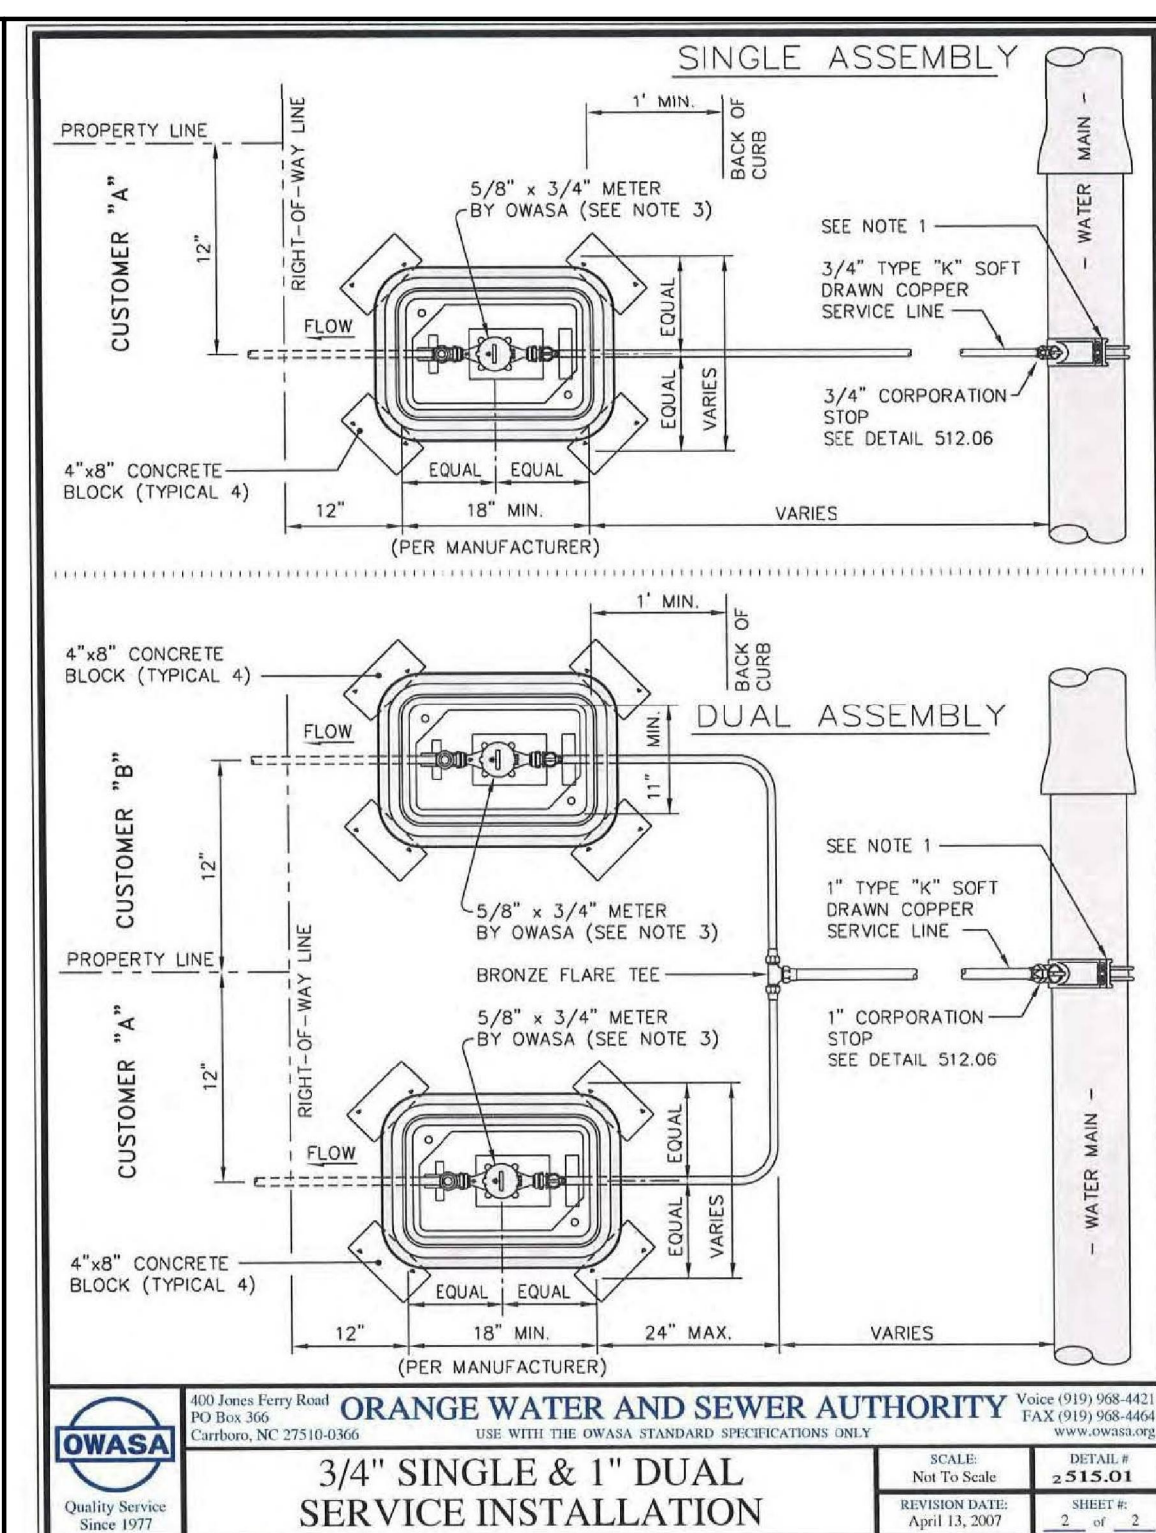 SINGLE ASSEMBLY
PROPERTY LINE
CUSTOMER "A"
12"
RIGHT-OF-WAY LINE
1' MIN.
BACK OF
CURB
5/8" x 3/4" METER
BY OWASA (SEE NOTE 3)
FLOW
EQUAL
EQUAL
VARIES
SEE NOTE 1
3/4" TYPE "K" SOFT
DRAWN COPPER
SERVICE LINE
3/4" CORPORATION
STOP
SEE DETAIL 512.06
- WATER MAIN -
4"x8" CONCRETE
BLOCK (TYPICAL 4)
EQUAL EQUAL
12" 18" MIN. VARIES
(PER MANUFACTURER)
4"x8" CONCRETE
BLOCK (TYPICAL 4)
1' MIN.
BACK OF
CURB
DUAL ASSEMBLY
FLOW
CUSTOMER "B"
12"
11" MIN.
5/8" x 3/4" METER
BY OWASA (SEE NOTE 3)
SEE NOTE 1
1" TYPE "K" SOFT
DRAWN COPPER
SERVICE LINE
PROPERTY LINE
RIGHT-OF-WAY LINE
BRONZE FLARE TEE
1" CORPORATION
STOP
SEE DETAIL 512.06
CUSTOMER "A"
12"
5/8" x 3/4" METER
BY OWASA (SEE NOTE 3)
FLOW
EQUAL
EQUAL
VARIES
- WATER MAIN -
4"x8" CONCRETE
BLOCK (TYPICAL 4)
EQUAL EQUAL
12" 18" MIN. 24" MAX. VARIES
(PER MANUFACTURER)
OWASA
Quality Service
Since 1977
400 Jones Ferry Road
PO Box 366
Carrboro, NC 27510-0366
ORANGE WATER AND SEWER AUTHORITY
USE WITH THE OWASA STANDARD SPECIFICATIONS ONLY
Voice (919) 968-4421
FAX (919) 968-4464
www.owasa.org
3/4" SINGLE & 1" DUAL
SERVICE INSTALLATION
SCALE:
Not To Scale
DETAIL #
2 515.01
REVISION DATE:
April 13, 2007
SHEET #:
2 of 2